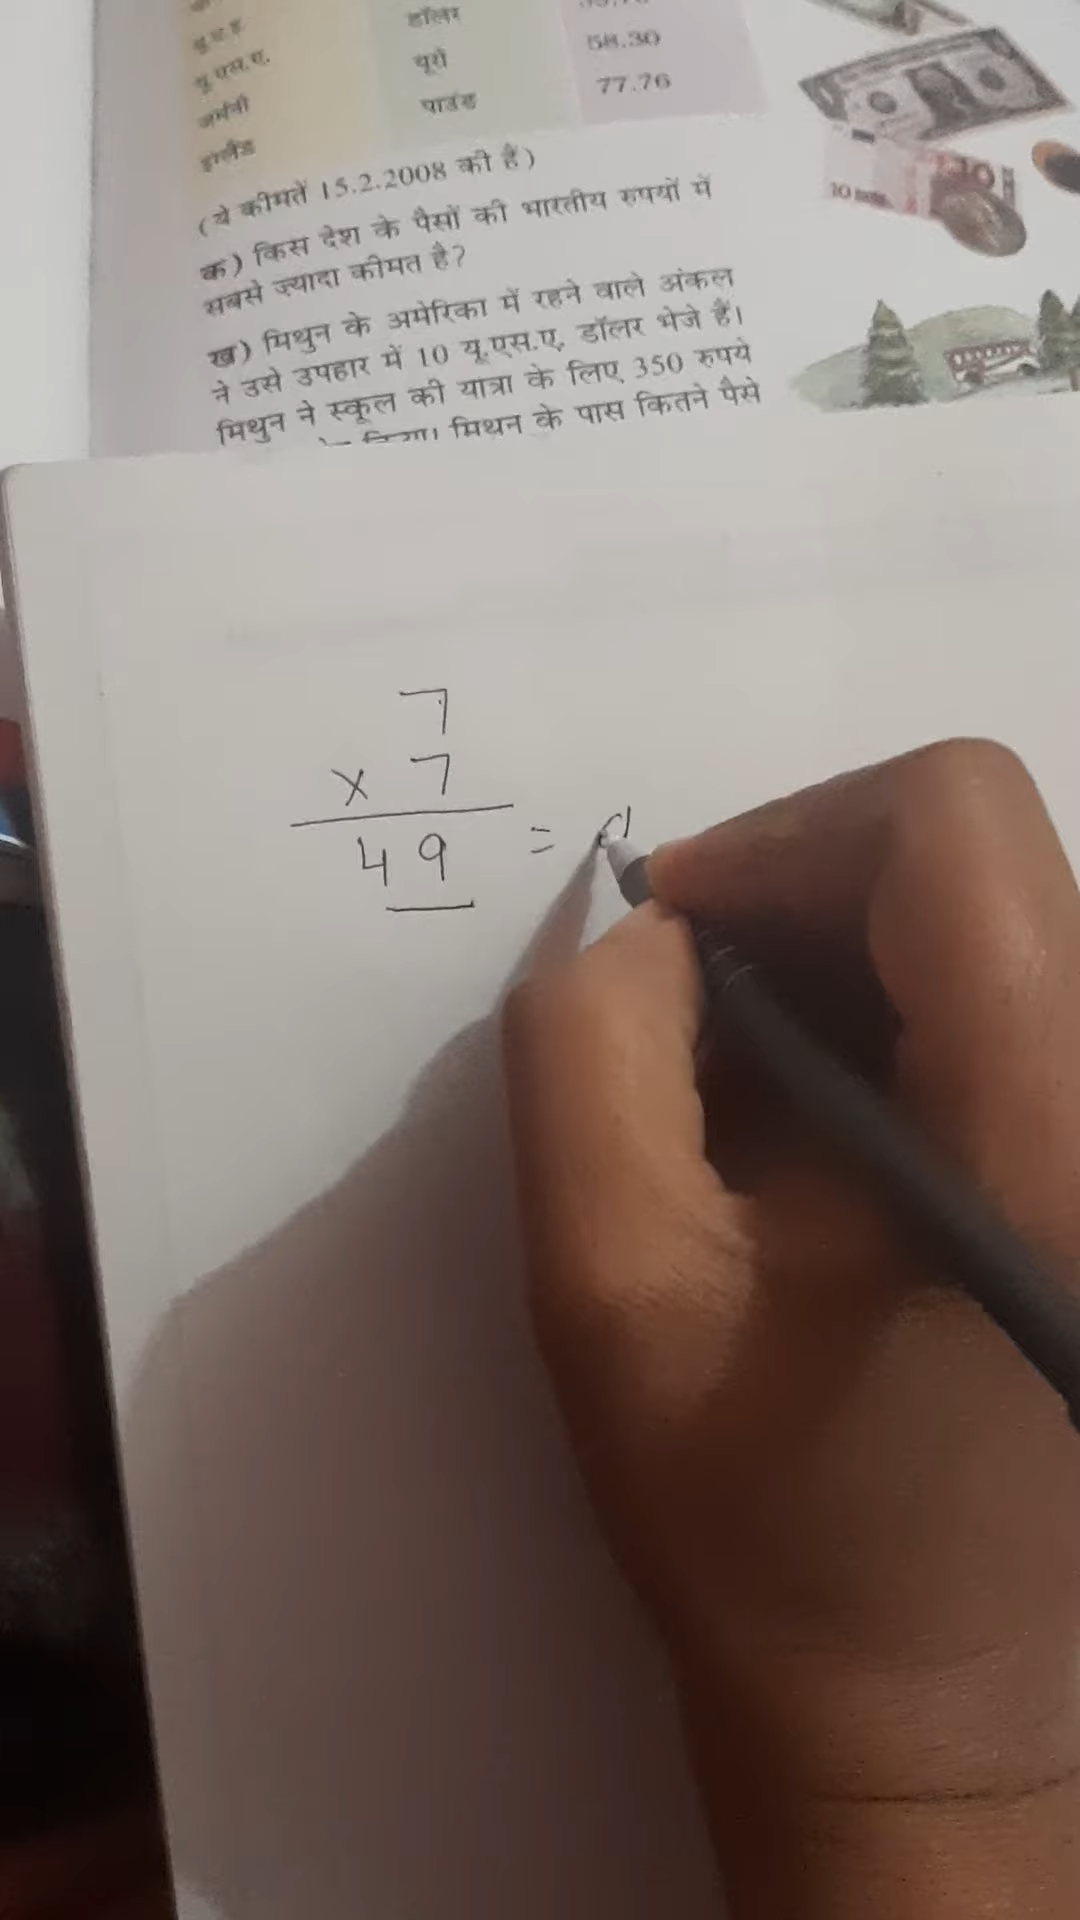 डॉलर
यू.एस.ए.
यूरो
58.30
जर्मनी
पाउंड
77.76
इंग्लैंड
(ये कीमतें 15.2.2008 की हैं)
क) किस देश के पैसों की भारतीय रुपयों में
सबसे ज़्यादा कीमत है?
ख) मिथुन के अमेरिका में रहने वाले अंकल
ने उसे उपहार में 10 यू.एस.ए. डॉलर भेजे हैं।
मिथुन ने स्कूल की यात्रा के लिए 350 रुपये
मिथुन के पास कितने पैसे
10
7
x 7
49 =